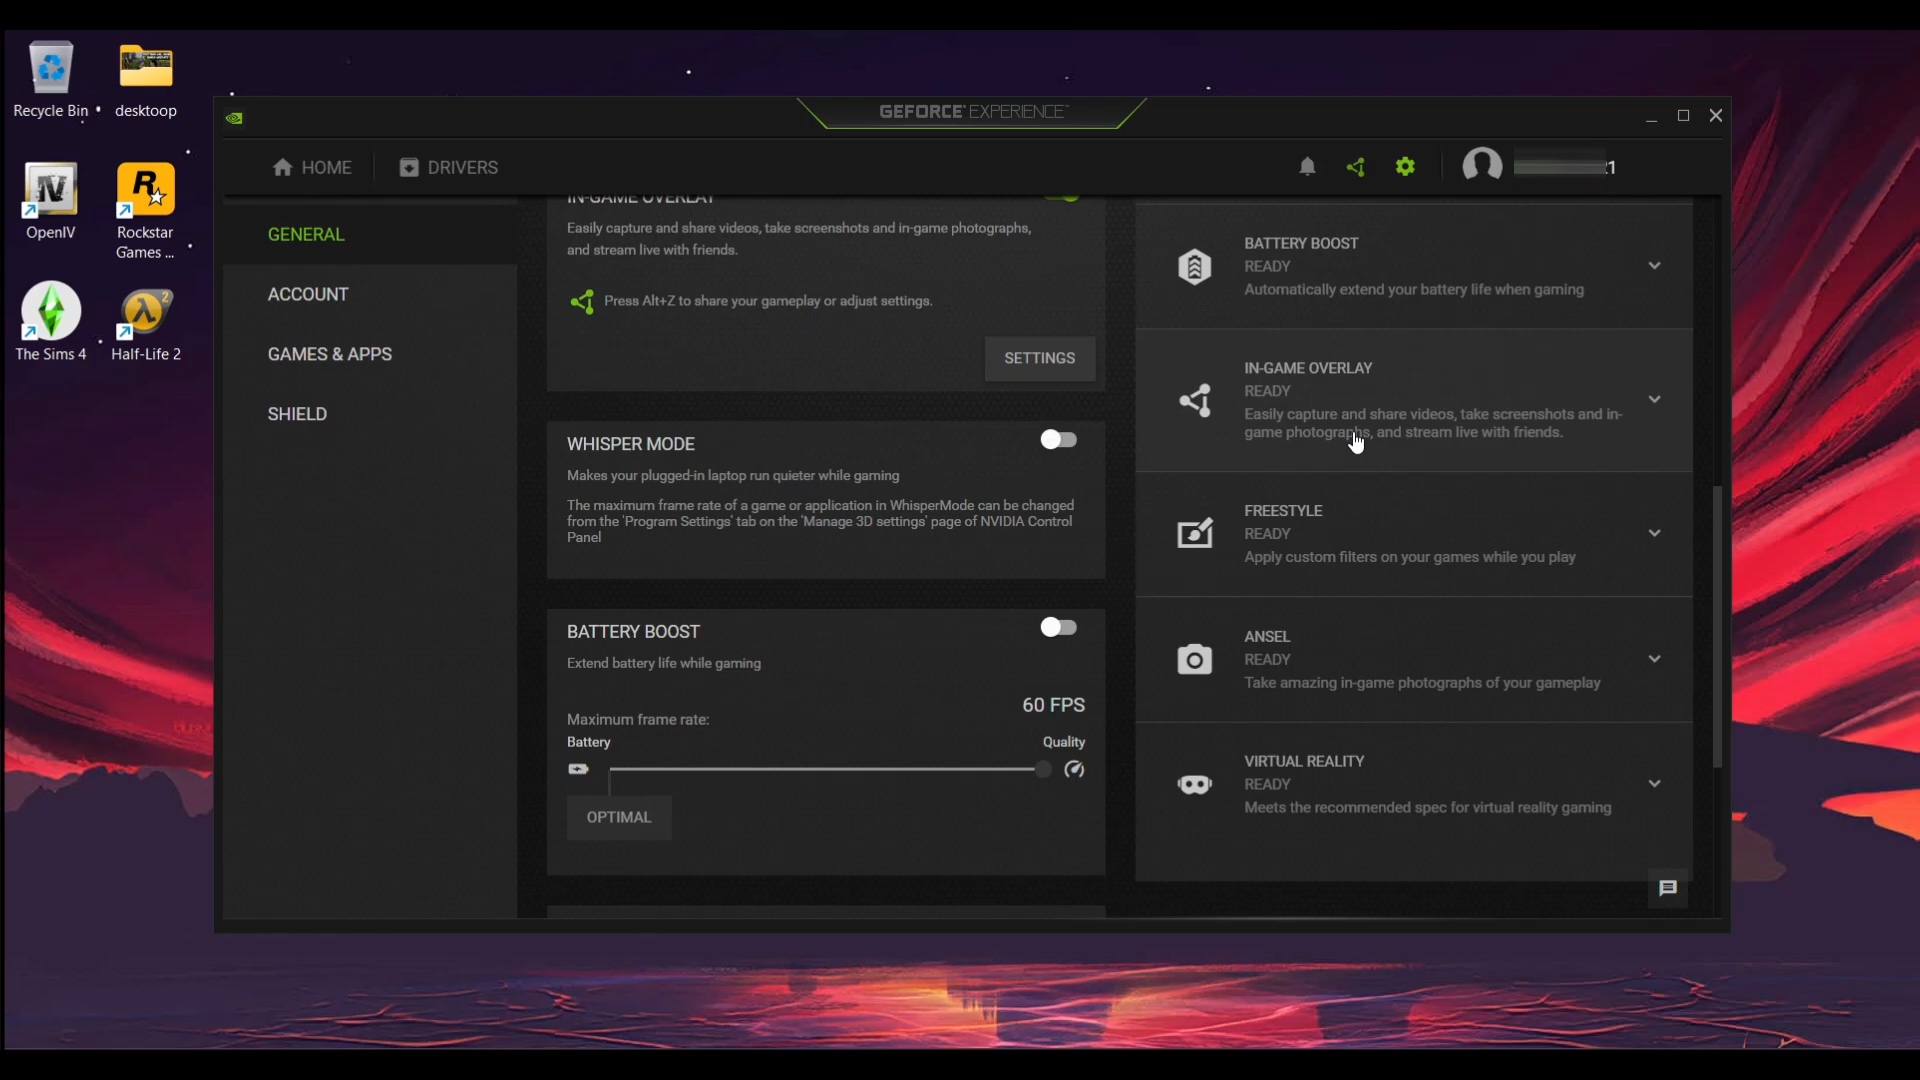 Recycle Bin
desktoop
OpenIV
Rockstar
Games ...
The Sims 4
Half-Life 2
GEFORCE EXPERIENCE
HOME
DRIVERS
1
GENERAL
ACCOUNT
GAMES & APPS
SHIELD
IN-GAME OVERLAY
Easily capture and share videos, take screenshots and in-game photographs,
and stream live with friends.
Press Alt+Z to share your gameplay or adjust settings.
SETTINGS
WHISPER MODE
Makes your plugged-in laptop run quieter while gaming
The maximum frame rate of a game or application in WhisperMode can be changed
from the 'Program Settings' tab on the 'Manage 3D settings' page of NVIDIA Control
Panel
BATTERY BOOST
Extend battery life while gaming
60 FPS
Maximum frame rate:
Battery
Quality
OPTIMAL
BATTERY BOOST
READY
Automatically extend your battery life when gaming
IN-GAME OVERLAY
READY
Easily capture and share videos, take screenshots and in-
game photographs, and stream live with friends.
FREESTYLE
READY
Apply custom filters on your games while you play
ANSEL
READY
Take amazing in-game photographs of your gameplay
VIRTUAL REALITY
READY
Meets the recommended spec for virtual reality gaming